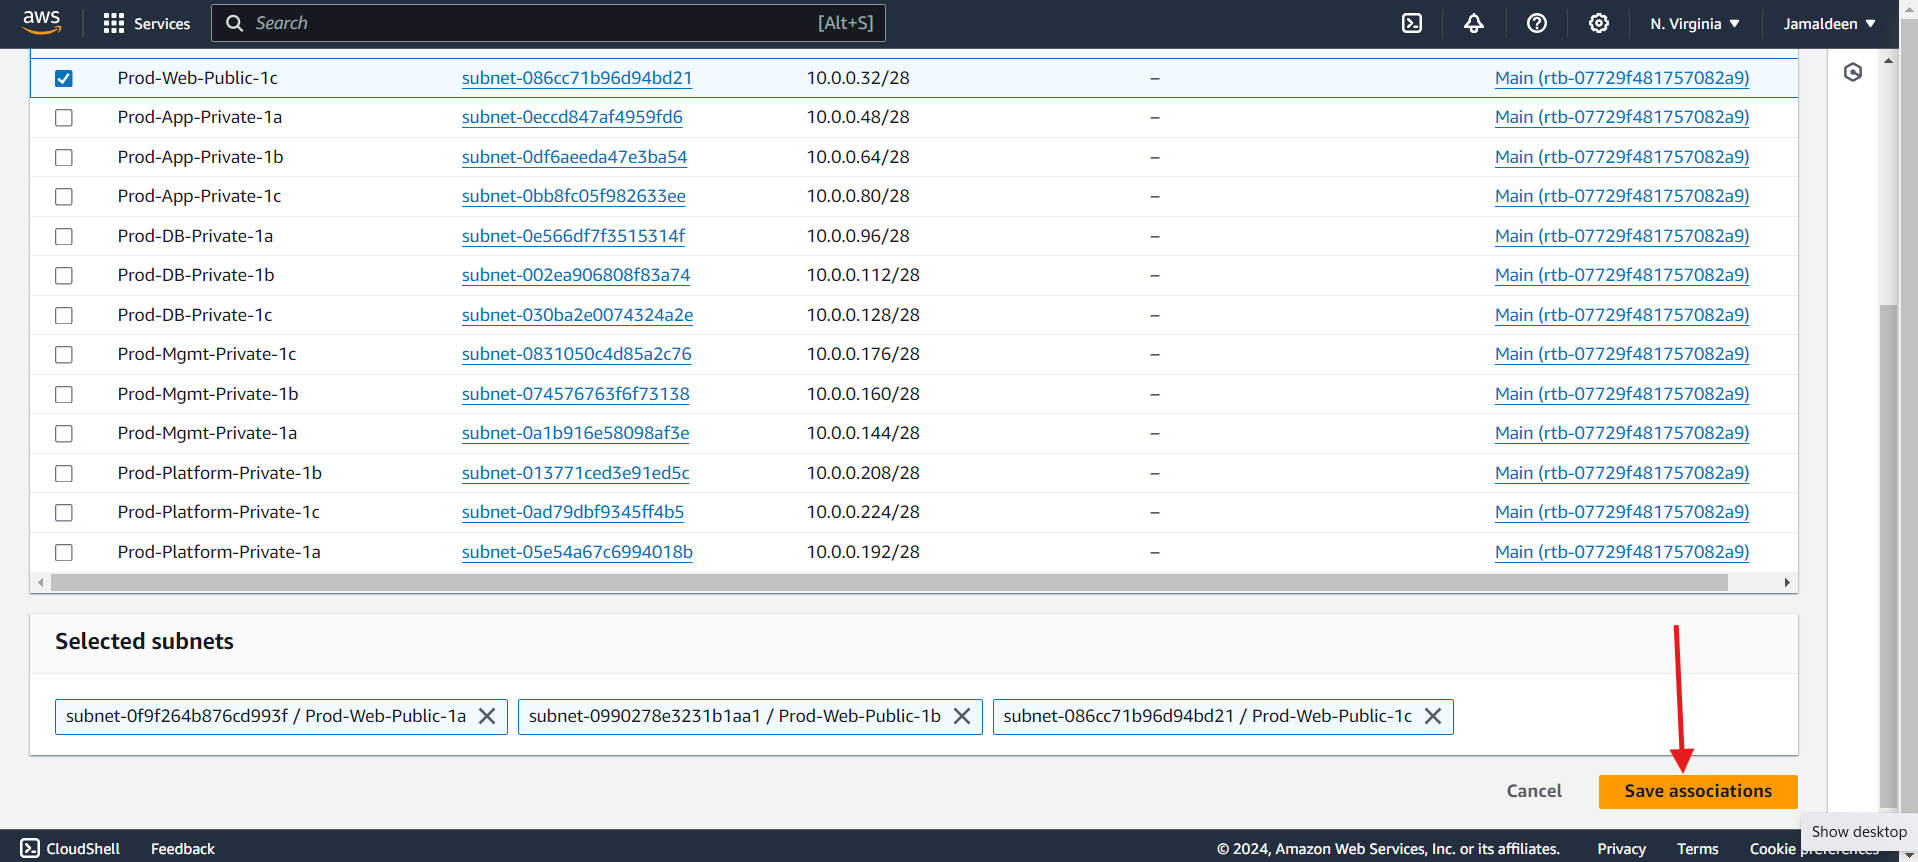 aws Services Search [Alt+S] N. Virginia Jamaldeen
Prod-Web-Public-1c subnet-086cc71b96d94bd21 10.0.0.32/28 – Main (rtb-07729f481757082a9)
Prod-App-Private-1a subnet-0eccd847af4959fd6 10.0.0.48/28 – Main (rtb-07729f481757082a9)
Prod-App-Private-1b subnet-0df6aeeda47e3ba54 10.0.0.64/28 – Main (rtb-07729f481757082a9)
Prod-App-Private-1c subnet-0bb8fc05f982633ee 10.0.0.80/28 – Main (rtb-07729f481757082a9)
Prod-DB-Private-1a subnet-0e566df7f3515314f 10.0.0.96/28 – Main (rtb-07729f481757082a9)
Prod-DB-Private-1b subnet-002ea906808f83a74 10.0.0.112/28 – Main (rtb-07729f481757082a9)
Prod-DB-Private-1c subnet-030ba2e0074324a2e 10.0.0.128/28 – Main (rtb-07729f481757082a9)
Prod-Mgmt-Private-1c subnet-0831050c4d85a2c76 10.0.0.176/28 – Main (rtb-07729f481757082a9)
Prod-Mgmt-Private-1b subnet-074576763f6f73138 10.0.0.160/28 – Main (rtb-07729f481757082a9)
Prod-Mgmt-Private-1a subnet-0a1b916e58098af3e 10.0.0.144/28 – Main (rtb-07729f481757082a9)
Prod-Platform-Private-1b subnet-013771ced3e91ed5c 10.0.0.208/28 – Main (rtb-07729f481757082a9)
Prod-Platform-Private-1c subnet-0ad79dbf9345ff4b5 10.0.0.224/28 – Main (rtb-07729f481757082a9)
Prod-Platform-Private-1a subnet-05e54a67c6994018b 10.0.0.192/28 – Main (rtb-07729f481757082a9)
Selected subnets
subnet-0f9f264b876cd993f / Prod-Web-Public-1a subnet-0990278e3231b1aa1 / Prod-Web-Public-1b subnet-086cc71b96d94bd21 / Prod-Web-Public-1c
Cancel Save associations
Show desktop
CloudShell Feedback © 2024, Amazon Web Services, Inc. or its affiliates. Privacy Terms Cookie preferences